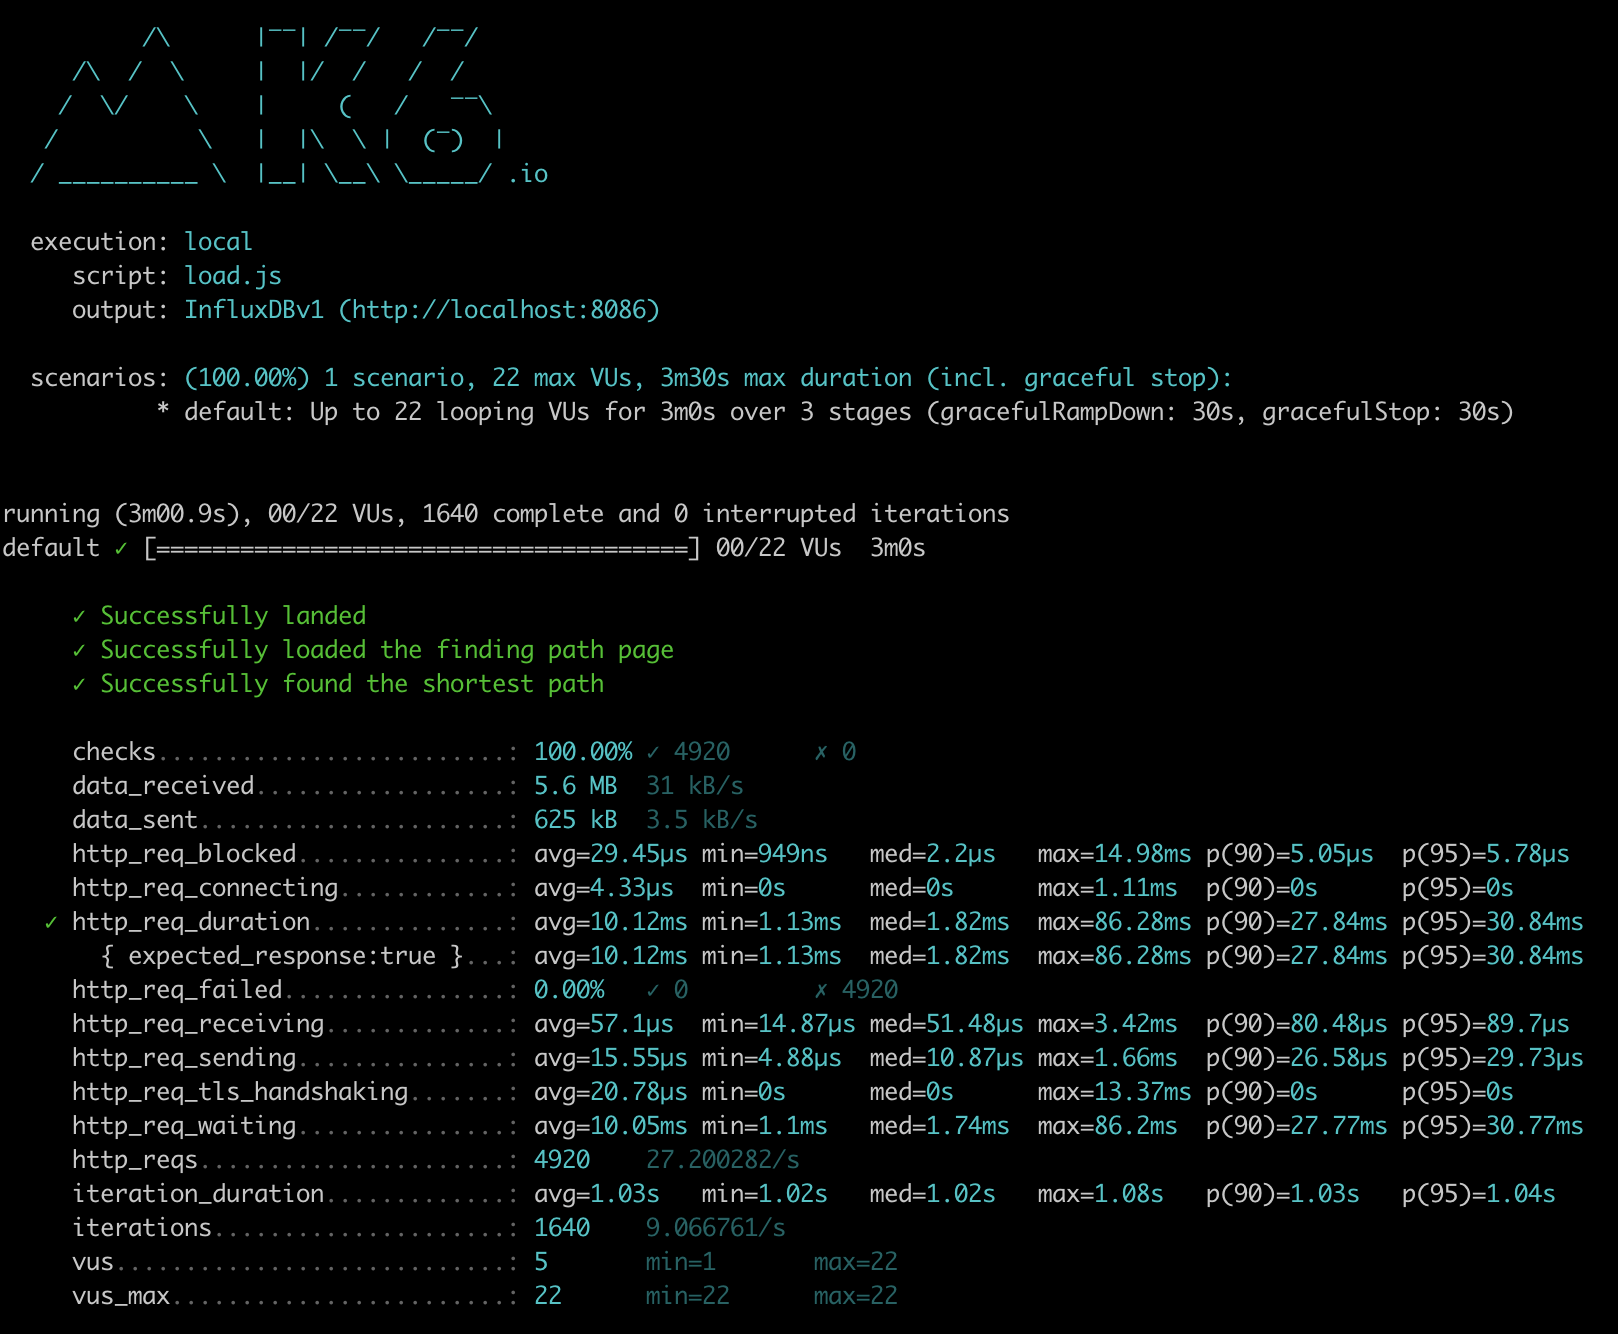 /\      |‾‾| /‾‾/   /‾‾/
/\  /  \     |  |/  /   /  /
/  \/    \    |     (   /   ‾‾\
/          \   |  |\  \ |  (‾)  |
/ __________ \  |__| \__\ \_____/ .io
execution: local
script: load.js
output: InfluxDBv1 (http://localhost:8086)
scenarios: (100.00%) 1 scenario, 22 max VUs, 3m30s max duration (incl. graceful stop):
* default: Up to 22 looping VUs for 3m0s over 3 stages (gracefulRampDown: 30s, gracefulStop: 30s)
running (3m00.9s), 00/22 VUs, 1640 complete and 0 interrupted iterations
default ✓ [======================================] 00/22 VUs  3m0s
✓ Successfully landed
✓ Successfully loaded the finding path page
✓ Successfully found the shortest path
checks.........................: 100.00% ✓ 4920      ✗ 0
data_received..................: 5.6 MB  31 kB/s
data_sent......................: 625 kB  3.5 kB/s
http_req_blocked...............: avg=29.45µs min=949ns   med=2.2µs   max=14.98ms p(90)=5.05µs  p(95)=5.78µs
http_req_connecting............: avg=4.33µs  min=0s      med=0s      max=1.11ms  p(90)=0s      p(95)=0s
✓ http_req_duration..............: avg=10.12ms min=1.13ms  med=1.82ms  max=86.28ms p(90)=27.84ms p(95)=30.84ms
{ expected_response:true }...: avg=10.12ms min=1.13ms  med=1.82ms  max=86.28ms p(90)=27.84ms p(95)=30.84ms
http_req_failed................: 0.00%   ✓ 0         ✗ 4920
http_req_receiving.............: avg=57.1µs  min=14.87µs med=51.48µs max=3.42ms  p(90)=80.48µs p(95)=89.7µs
http_req_sending...............: avg=15.55µs min=4.88µs  med=10.87µs max=1.66ms  p(90)=26.58µs p(95)=29.73µs
http_req_tls_handshaking.......: avg=20.78µs min=0s      med=0s      max=13.37ms p(90)=0s      p(95)=0s
http_req_waiting...............: avg=10.05ms min=1.1ms   med=1.74ms  max=86.2ms  p(90)=27.77ms p(95)=30.77ms
http_reqs......................: 4920    27.200282/s
iteration_duration.............: avg=1.03s   min=1.02s   med=1.02s   max=1.08s   p(90)=1.03s   p(95)=1.04s
iterations.....................: 1640    9.066761/s
vus............................: 5       min=1       max=22
vus_max........................: 22      min=22      max=22